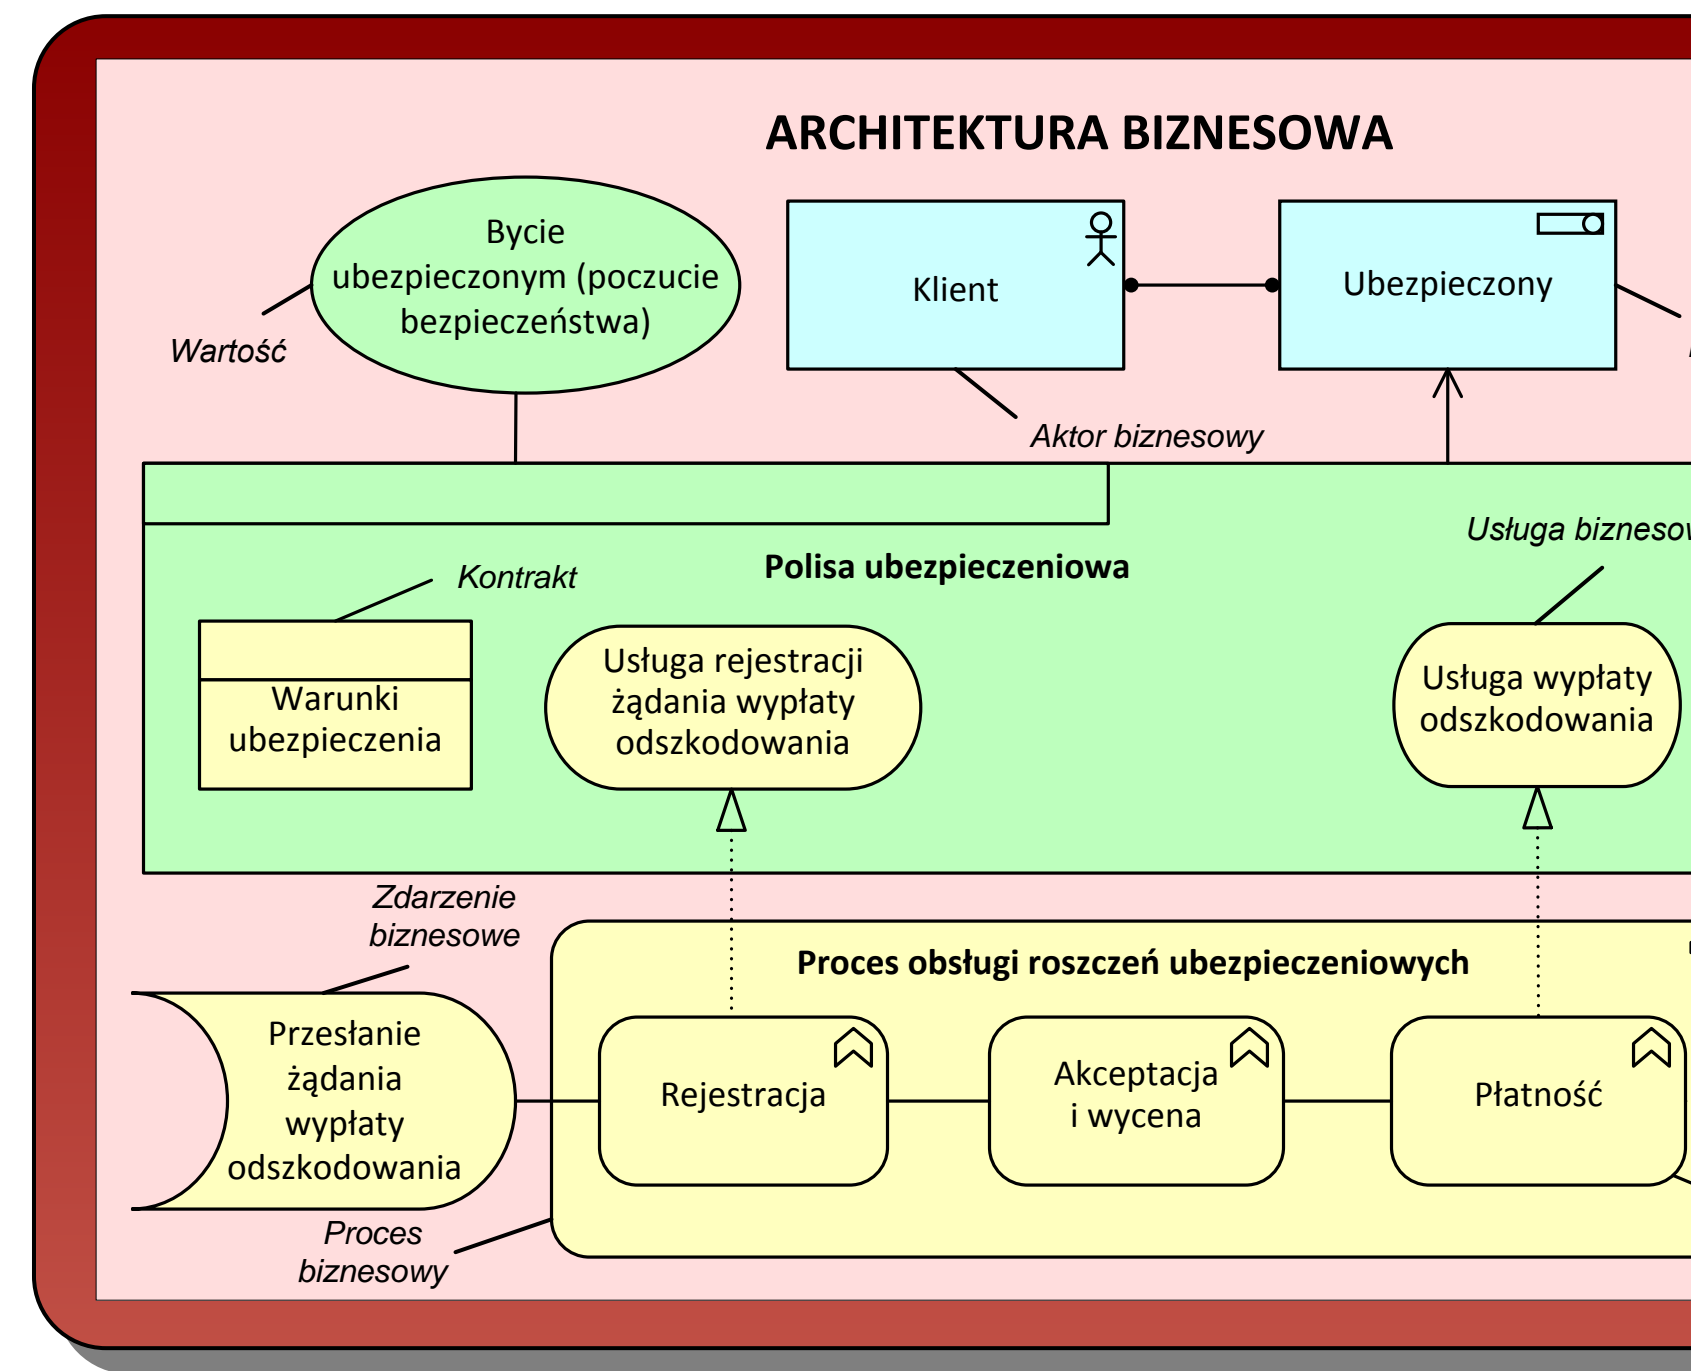 ARCHITEKTURA BIZNESOWA
Bycie
ubezpieczonym (poczucie
bezpieczeństwa)
Wartość
Klient
Ubezpieczony
Aktor biznesowy
Polisa ubezpieczeniowa
Kontrakt
Warunki
ubezpieczenia
Usługa rejestracji
żądania wypłaty
odszkodowania
Usługa
Usługa wypłaty
odszkodowania
Zdarzenie
biznesowe
Proces obsługi roszczeń ubezpieczeniowych
Przesłanie
żądania
wypłaty
odszkodowania
Rejestracja
Akceptacja
i wycena
Płatność
Proces
biznesowy